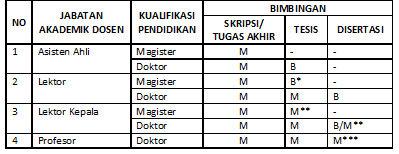 NO JABATAN AKADEMIK DOSEN KUALIFIKASI PENDIDIKAN BIMBINGAN
SKRIPSI/ TUGAS AKHIR TESIS DISERTASI
1 Asisten Ahli Magister M - -
Doktor M B -
2 Lektor Magister M B* -
Doktor M M B
3 Lektor Kepala Magister M M** -
Doktor M M B/M**
4 Profesor Doktor M M M***